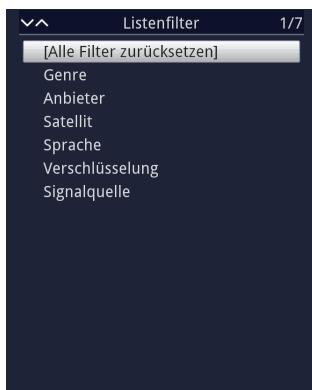 Listenfilter 1/7
[Alle Filter zurücksetzen]
Genre
Anbieter
Satellit
Sprache
Verschlüsselung
Signalquelle